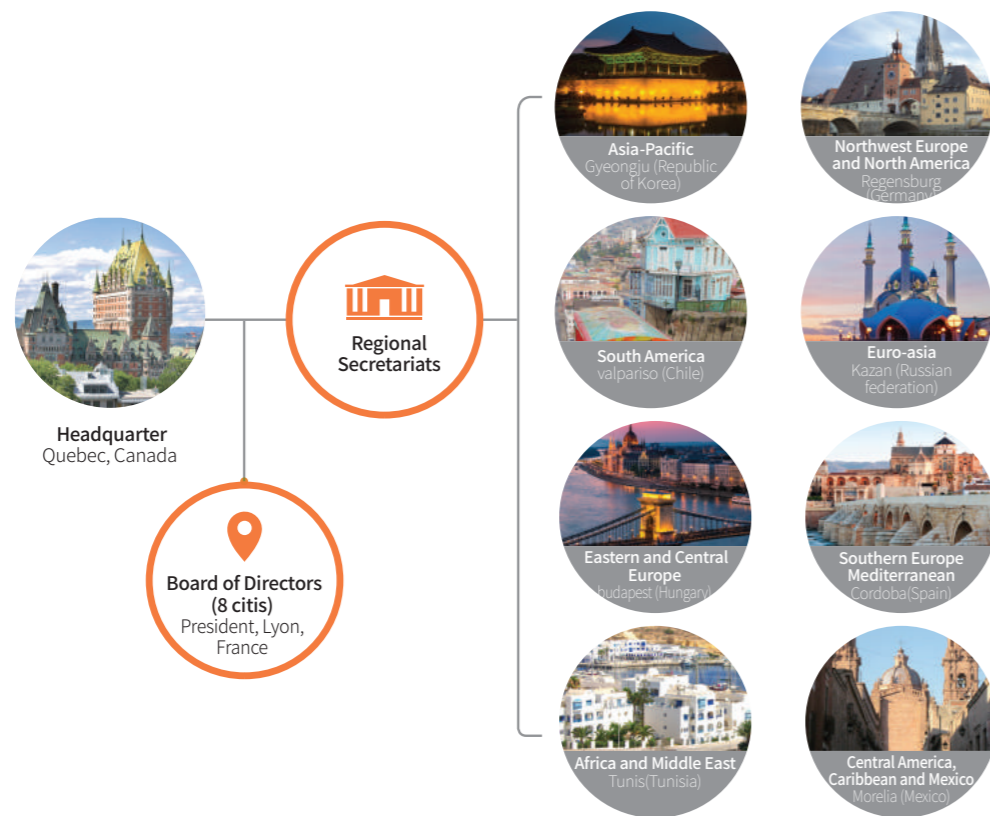 Asia-Pacific
Gyeongju (Republic
of Korea)
Northwest Europe
and North America
Regensburg
(Germany)
Regional
Secretariats
South America
valpariso (Chile)
Euro-asia
Kazan (Russian
federation)
Headquarter
Quebec, Canada
Board of Directors
(8 citis)
President, Lyon,
France
Eastern and Central
Europe
budapest (Hungary)
Southern Europe
Mediterranean
Cordoba(Spain)
Africa and Middle East
Tunis(Tunisia)
Central America,
Caribbean and Mexico
Morelia (Mexico)